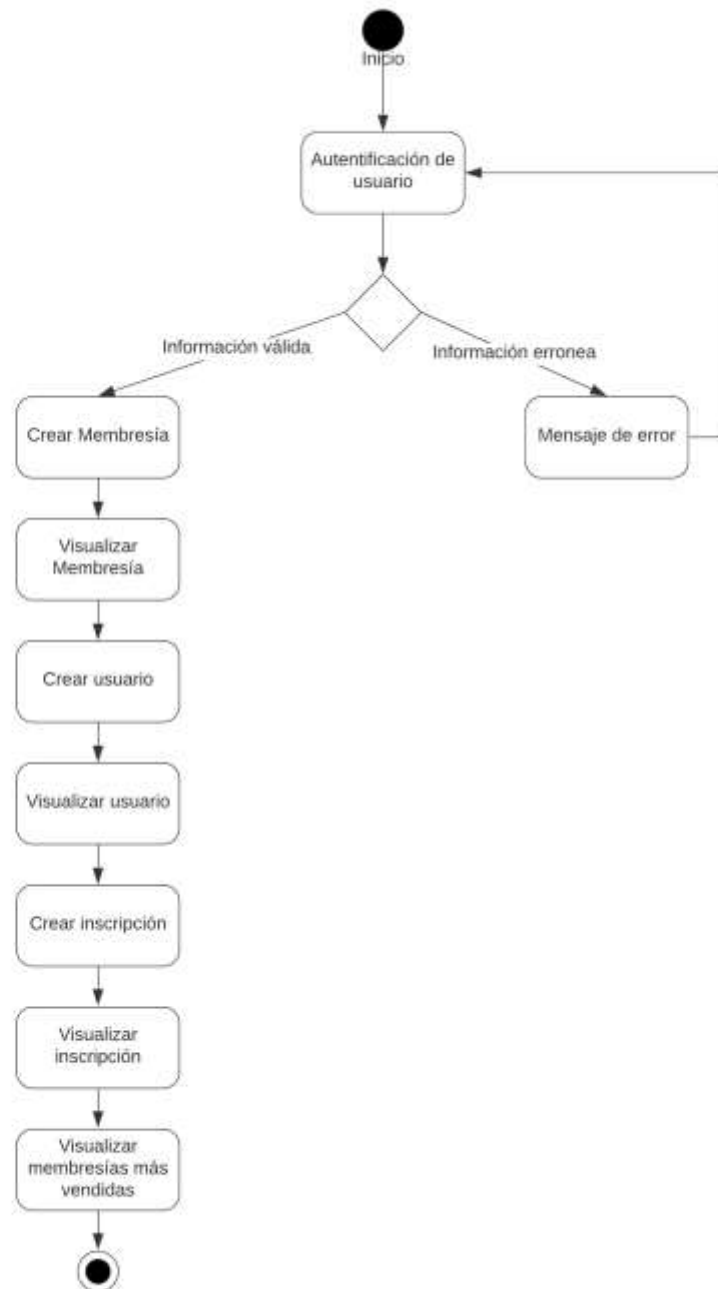 Inicio
Autentificación de
usuario
Información válida
Información erronea
Crear Membresía
Mensaje de error
Visualizar
Membresía
Crear usuario
Visualizar usuario
Crear inscripción
Visualizar
inscripción
Visualizar
membresías más
vendidas